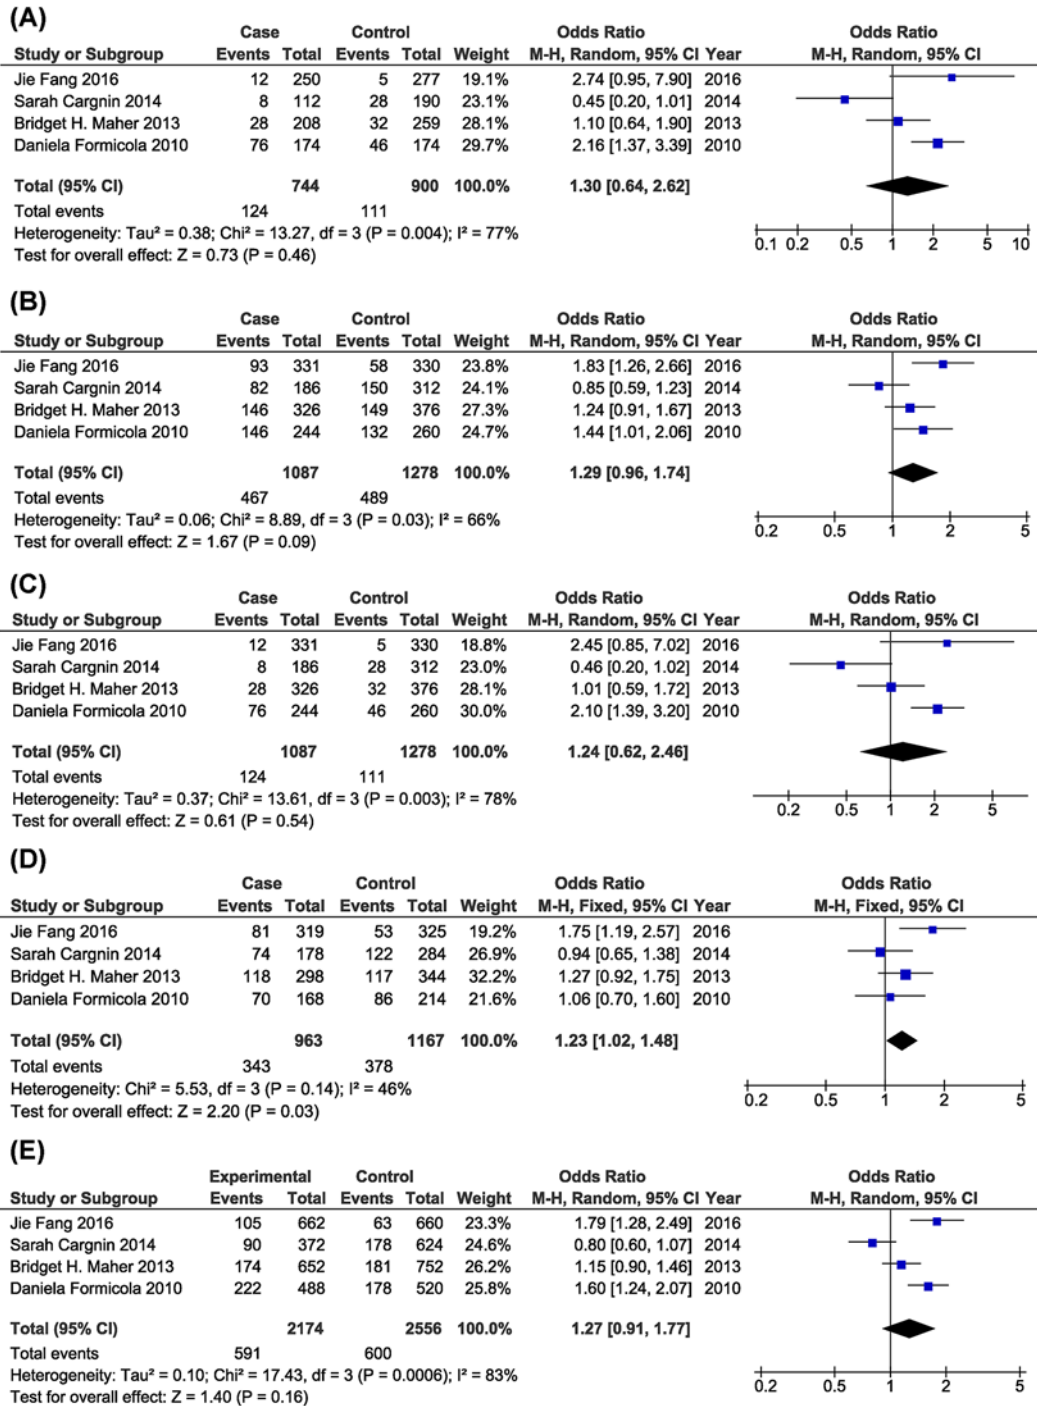 (A)
Case Control Odds Ratio Odds Ratio
Study or Subgroup Events Total Events Total Weight M-H, Random, 95% CI Year M-H, Random, 95% CI
Jie Fang 2016 12 250 5 277 19.1% 2.74 [0.95, 7.90] 2016
Sarah Cargnin 2014 8 112 28 190 23.1% 0.45 [0.20, 1.01] 2014
Bridget H. Maher 2013 28 208 32 259 28.1% 1.10 [0.64, 1.90] 2013
Daniela Formicola 2010 76 174 46 174 29.7% 2.16 [1.37, 3.39] 2010
Total (95% CI) 744 900 100.0% 1.30 [0.64, 2.62]
Total events 124 111
Heterogeneity: Tau² = 0.38; Chi² = 13.27, df = 3 (P = 0.004); I² = 77%
0.1 0.2 0.5 1 2 5 10
Test for overall effect: Z = 0.73 (P = 0.46)
(B)
Case Control Odds Ratio Odds Ratio
Study or Subgroup Events Total Events Total Weight M-H, Random, 95% CI Year M-H, Random, 95% CI
Jie Fang 2016 93 331 58 330 23.8% 1.83 [1.26, 2.66] 2016
Sarah Cargnin 2014 82 186 150 312 24.1% 0.85 [0.59, 1.23] 2014
Bridget H. Maher 2013 146 326 149 376 27.3% 1.24 [0.91, 1.67] 2013
Daniela Formicola 2010 146 244 132 260 24.7% 1.44 [1.01, 2.06] 2010
Total (95% CI) 1087 1278 100.0% 1.29 [0.96, 1.74]
Total events 467 489
Heterogeneity: Tau² = 0.06; Chi² = 8.89, df = 3 (P = 0.03); I² = 66%
0.2 0.5 1 2 5
Test for overall effect: Z = 1.67 (P = 0.09)
(C)
Case Control Odds Ratio Odds Ratio
Study or Subgroup Events Total Events Total Weight M-H, Random, 95% CI Year M-H, Random, 95% CI
Jie Fang 2016 12 331 5 330 18.8% 2.45 [0.85, 7.02] 2016
Sarah Cargnin 2014 8 186 28 312 23.0% 0.46 [0.20, 1.02] 2014
Bridget H. Maher 2013 28 326 32 376 28.1% 1.01 [0.59, 1.72] 2013
Daniela Formicola 2010 76 244 46 260 30.0% 2.10 [1.39, 3.20] 2010
Total (95% CI) 1087 1278 100.0% 1.24 [0.62, 2.46]
Total events 124 111
Heterogeneity: Tau² = 0.37; Chi² = 13.61, df = 3 (P = 0.003); I² = 78%
0.2 0.5 1 2 5
Test for overall effect: Z = 0.61 (P = 0.54)
(D)
Case Control Odds Ratio Odds Ratio
Study or Subgroup Events Total Events Total Weight M-H, Fixed, 95% CI Year M-H, Fixed, 95% CI
Jie Fang 2016 81 319 53 325 19.2% 1.75 [1.19, 2.57] 2016
Sarah Cargnin 2014 74 178 122 284 26.9% 0.94 [0.65, 1.38] 2014
Bridget H. Maher 2013 118 298 117 344 32.2% 1.27 [0.92, 1.75] 2013
Daniela Formicola 2010 70 168 86 214 21.6% 1.06 [0.70, 1.60] 2010
Total (95% CI) 963 1167 100.0% 1.23 [1.02, 1.48]
Total events 343 378
Heterogeneity: Chi² = 5.53, df = 3 (P = 0.14); I² = 46%
0.2 0.5 1 2 5
Test for overall effect: Z = 2.20 (P = 0.03)
(E)
Experimental Control Odds Ratio Odds Ratio
Study or Subgroup Events Total Events Total Weight M-H, Random, 95% CI Year M-H, Random, 95% CI
Jie Fang 2016 105 662 63 660 23.3% 1.79 [1.28, 2.49] 2016
Sarah Cargnin 2014 90 372 178 624 24.6% 0.80 [0.60, 1.07] 2014
Bridget H. Maher 2013 174 652 181 752 26.2% 1.15 [0.90, 1.46] 2013
Daniela Formicola 2010 222 488 178 520 25.8% 1.60 [1.24, 2.07] 2010
Total (95% CI) 2174 2556 100.0% 1.27 [0.91, 1.77]
Total events 591 600
Heterogeneity: Tau² = 0.10; Chi² = 17.43, df = 3 (P = 0.0006); I² = 83%
0.2 0.5 1 2 5
Test for overall effect: Z = 1.40 (P = 0.16)